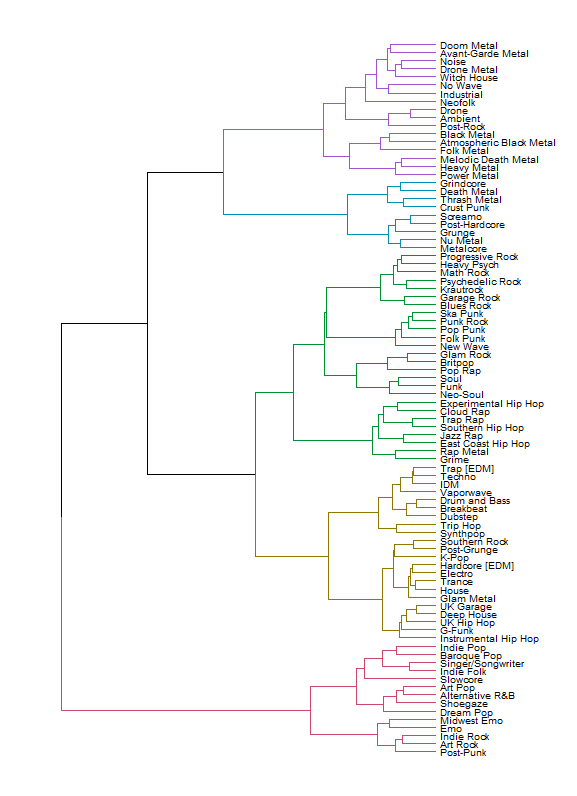 Doom Metal
Avant-Garde Metal
Noise
Drone Metal
Witch House
No Wave
Industrial
Neofolk
Drone
Ambient
Post-Rock
Black Metal
Atmospheric Black Metal
Folk Metal
Melodic Death Metal
Heavy Metal
Power Metal
Grindcore
Death Metal
Thrash Metal
Crust Punk
Screamo
Post-Hardcore
Grunge
Nu Metal
Metalcore
Progressive Rock
Heavy Psych
Math Rock
Psychedelic Rock
Krautrock
Garage Rock
Blues Rock
Ska Punk
Punk Rock
Pop Punk
Folk Punk
New Wave
Glam Rock
Britpop
Pop Rap
Soul
Funk
Neo-Soul
Experimental Hip Hop
Cloud Rap
Trap Rap
Southern Hip Hop
Jazz Rap
East Coast Hip Hop
Rap Metal
Grime
Trap [EDM]
Techno
IDM
Vaporwave
Drum and Bass
Breakbeat
Dubstep
Trip Hop
Synthpop
Southern Rock
Post-Grunge
K-Pop
Hardcore [EDM]
Electro
Trance
House
Glam Metal
UK Garage
Deep House
UK Hip Hop
G-Funk
Instrumental Hip Hop
Indie Pop
Baroque Pop
Singer/Songwriter
Indie Folk
Slowcore
Art Pop
Alternative R&B
Shoegaze
Dream Pop
Midwest Emo
Emo
Indie Rock
Art Rock
Post-Punk